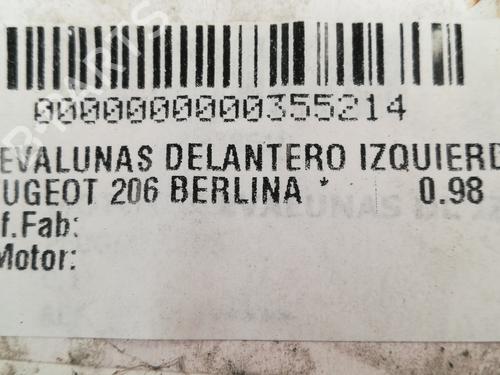 0000000000355214
EVALUNAS DELANTERO IZQUIERD
UGEOT 206 BERLINA * 0.98
f.Fab:
Motor: